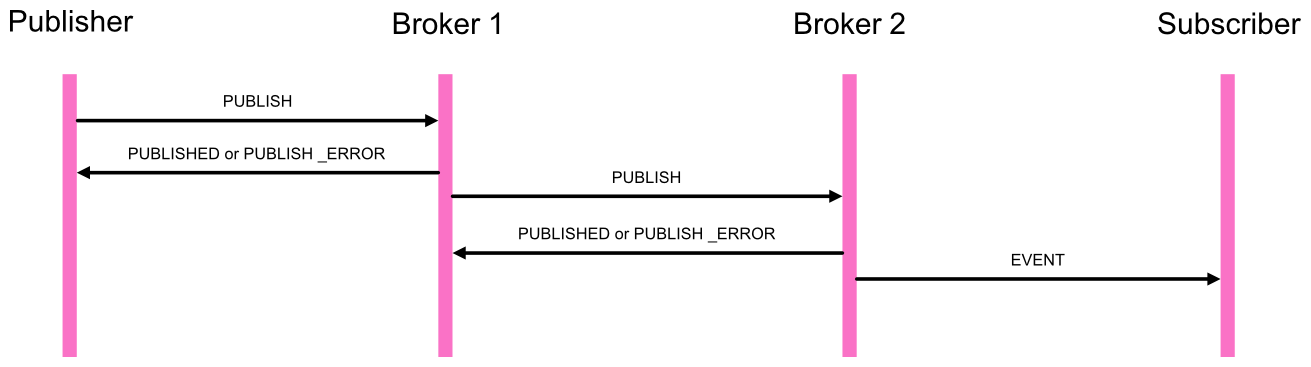 Publisher
Broker 1
Broker 2
Subscriber
PUBLISH
PUBLISHED or PUBLISH _ERROR
PUBLISH
PUBLISHED or PUBLISH _ERROR
EVENT